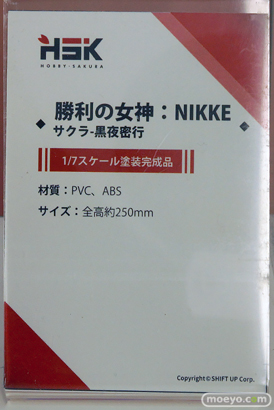 HSK
HOBBY-SAKURA
勝利の女神：NIKKE
サクラ-黒夜密行
1/7スケール塗装完成品
材質：PVC、ABS
サイズ：全高約250mm
Copyright© SHIFT UP Corp.
moeyo.com